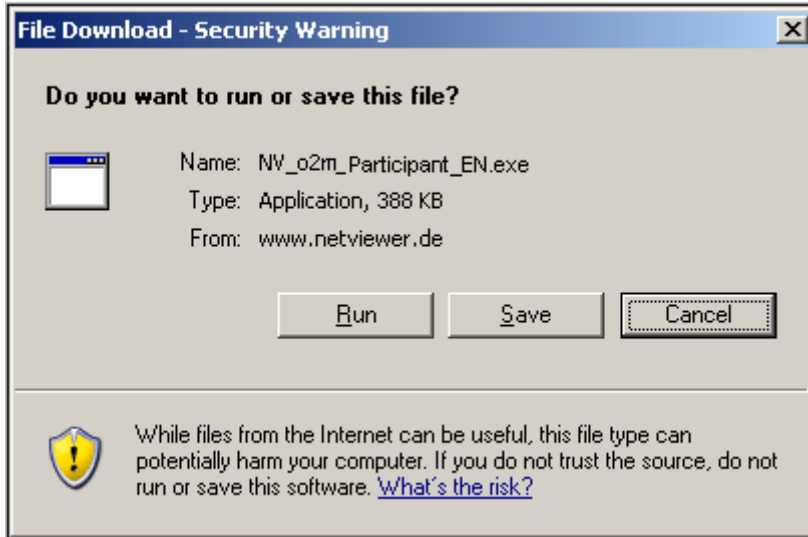 File Download - Security Warning
Do you want to run or save this file?
Name: NV_o2m_Participant_EN.exe
Type: Application, 388 KB
From: www.netviewer.de
Run Save Cancel
While files from the Internet can be useful, this file type can
potentially harm your computer. If you do not trust the source, do not
run or save this software. What´s the risk?